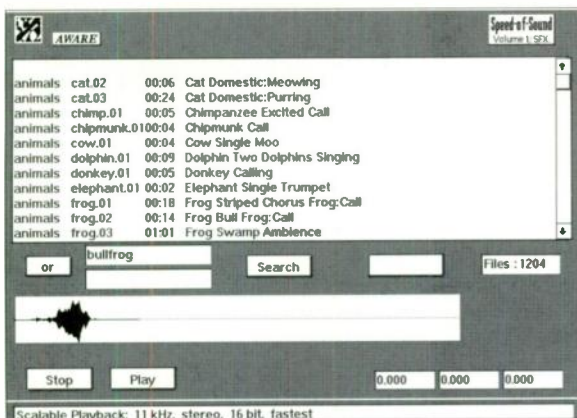 AWARE
Speed-of-Sound
Volume 1: SFX
animals cat.02 00:06 Cat Domestic:Meowing
animals cat.03 00:24 Cat Domestic:Purring
animals chimp.01 00:05 Chimpanzee Excited Call
animals chipmunk.01 00:04 Chipmunk Call
animals cow.01 00:04 Cow Single Moo
animals dolphin.01 00:09 Dolphin Two Dolphins Singing
animals donkey.01 00:05 Donkey Calling
animals elephant.01 00:02 Elephant Single Trumpet
animals frog.01 00:18 Frog Striped Chorus Frog:Call
animals frog.02 00:14 Frog Bull Frog:Call
animals frog.03 01:01 Frog Swamp Ambience
or bullfrog Search Files : 1204
Stop Play 0.000 0.000 0.000
Scalable Playback: 11 kHz, stereo, 16 bit, fastest